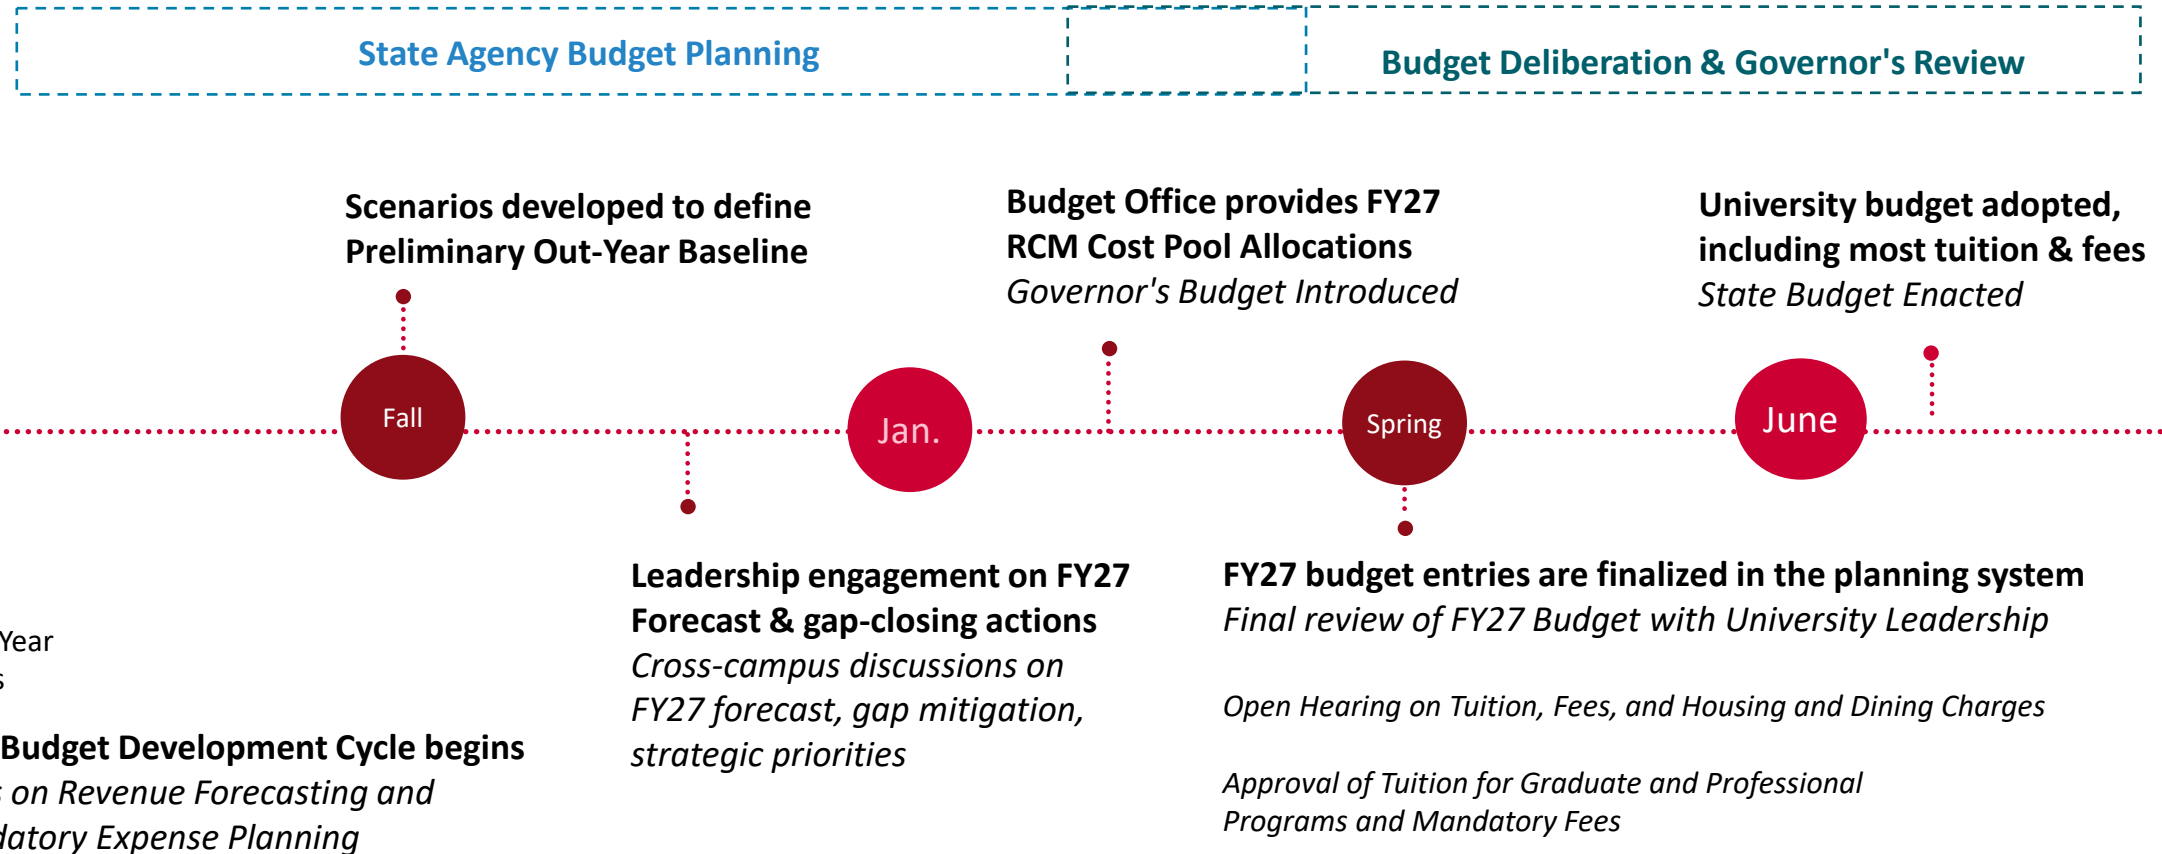 State Agency Budget Planning
Budget Deliberation & Governor's Review
Scenarios developed to define
Preliminary Out-Year Baseline
Budget Office provides FY27
RCM Cost Pool Allocations
Governor's Budget Introduced
University budget adopted,
including most tuition & fees
State Budget Enacted
Fall
Jan.
Spring
June
Year
s
Budget Development Cycle begins
s on Revenue Forecasting and
datory Expense Planning
Leadership engagement on FY27
Forecast & gap-closing actions
Cross-campus discussions on
FY27 forecast, gap mitigation,
strategic priorities
FY27 budget entries are finalized in the planning system
Final review of FY27 Budget with University Leadership
Open Hearing on Tuition, Fees, and Housing and Dining Charges
Approval of Tuition for Graduate and Professional
Programs and Mandatory Fees